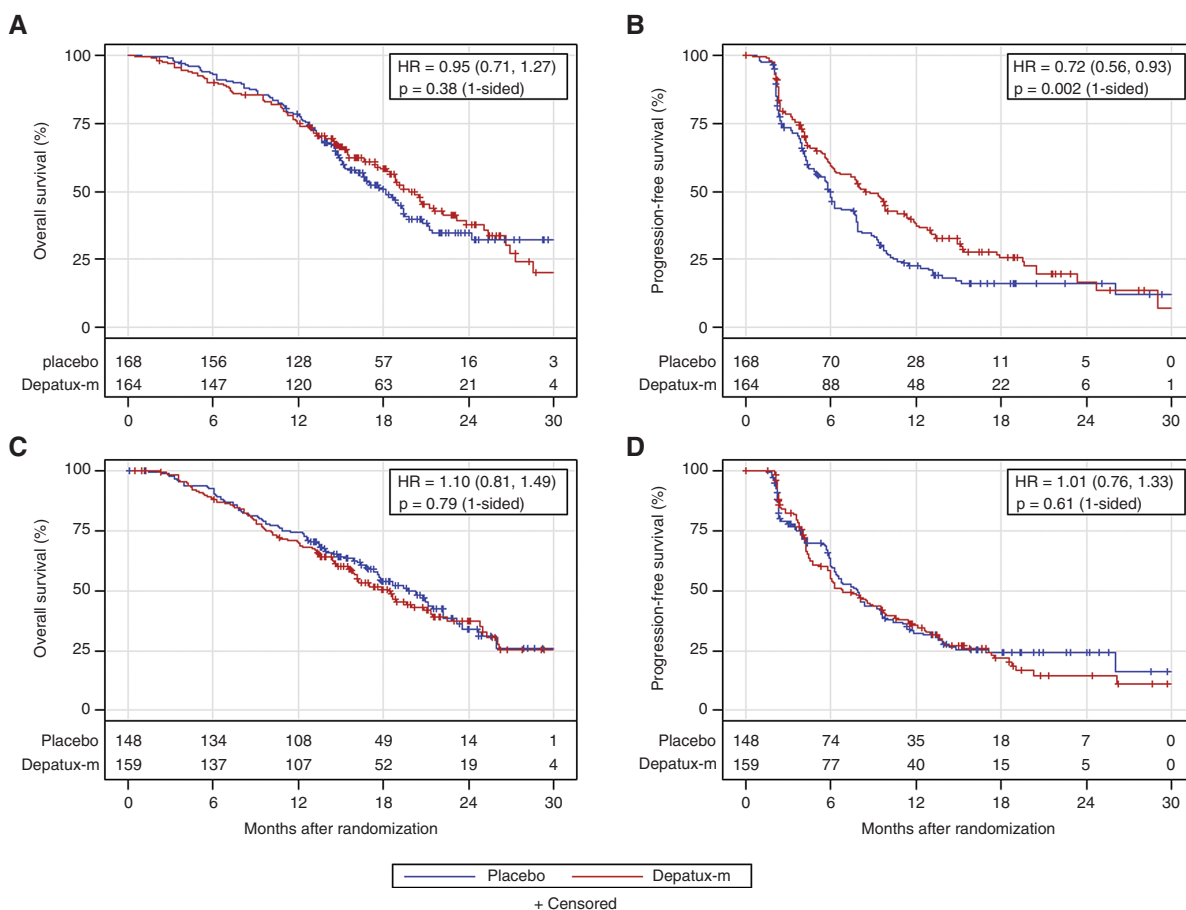 A
Overall survival (%)
100
75
50
25
0
HR = 0.95 (0.71, 1.27)
p = 0.38 (1-sided)
placebo 168 156 128 57 16 3
Depatux-m 164 147 120 63 21 4
0 6 12 18 24 30
B
Progression-free survival (%)
100
75
50
25
0
HR = 0.72 (0.56, 0.93)
p = 0.002 (1-sided)
Placebo 168 70 28 11 5 0
Depatux-m 164 88 48 22 6 1
0 6 12 18 24 30
C
Overall survival (%)
100
75
50
25
0
HR = 1.10 (0.81, 1.49)
p = 0.79 (1-sided)
Placebo 148 134 108 49 14 1
Depatux-m 159 137 107 52 19 4
0 6 12 18 24 30
Months after randomization
D
Progression-free survival (%)
100
75
50
25
0
HR = 1.01 (0.76, 1.33)
p = 0.61 (1-sided)
Placebo 148 74 35 18 7 0
Depatux-m 159 77 40 15 5 0
0 6 12 18 24 30
Months after randomization
Placebo Depatux-m
+ Censored